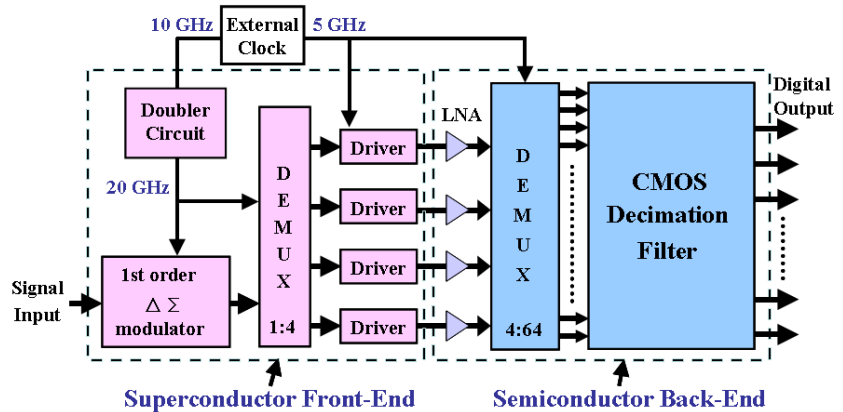 10 GHz
External
Clock
5 GHz
Doubler
Circuit
20 GHz
1st order
Δ Σ
modulator
Signal
Input
D
E
M
U
X
1:4
Driver
Driver
Driver
Driver
LNA
D
E
M
U
X
4:64
CMOS
Decimation
Filter
Digital
Output
Superconductor Front-End
Semiconductor Back-End